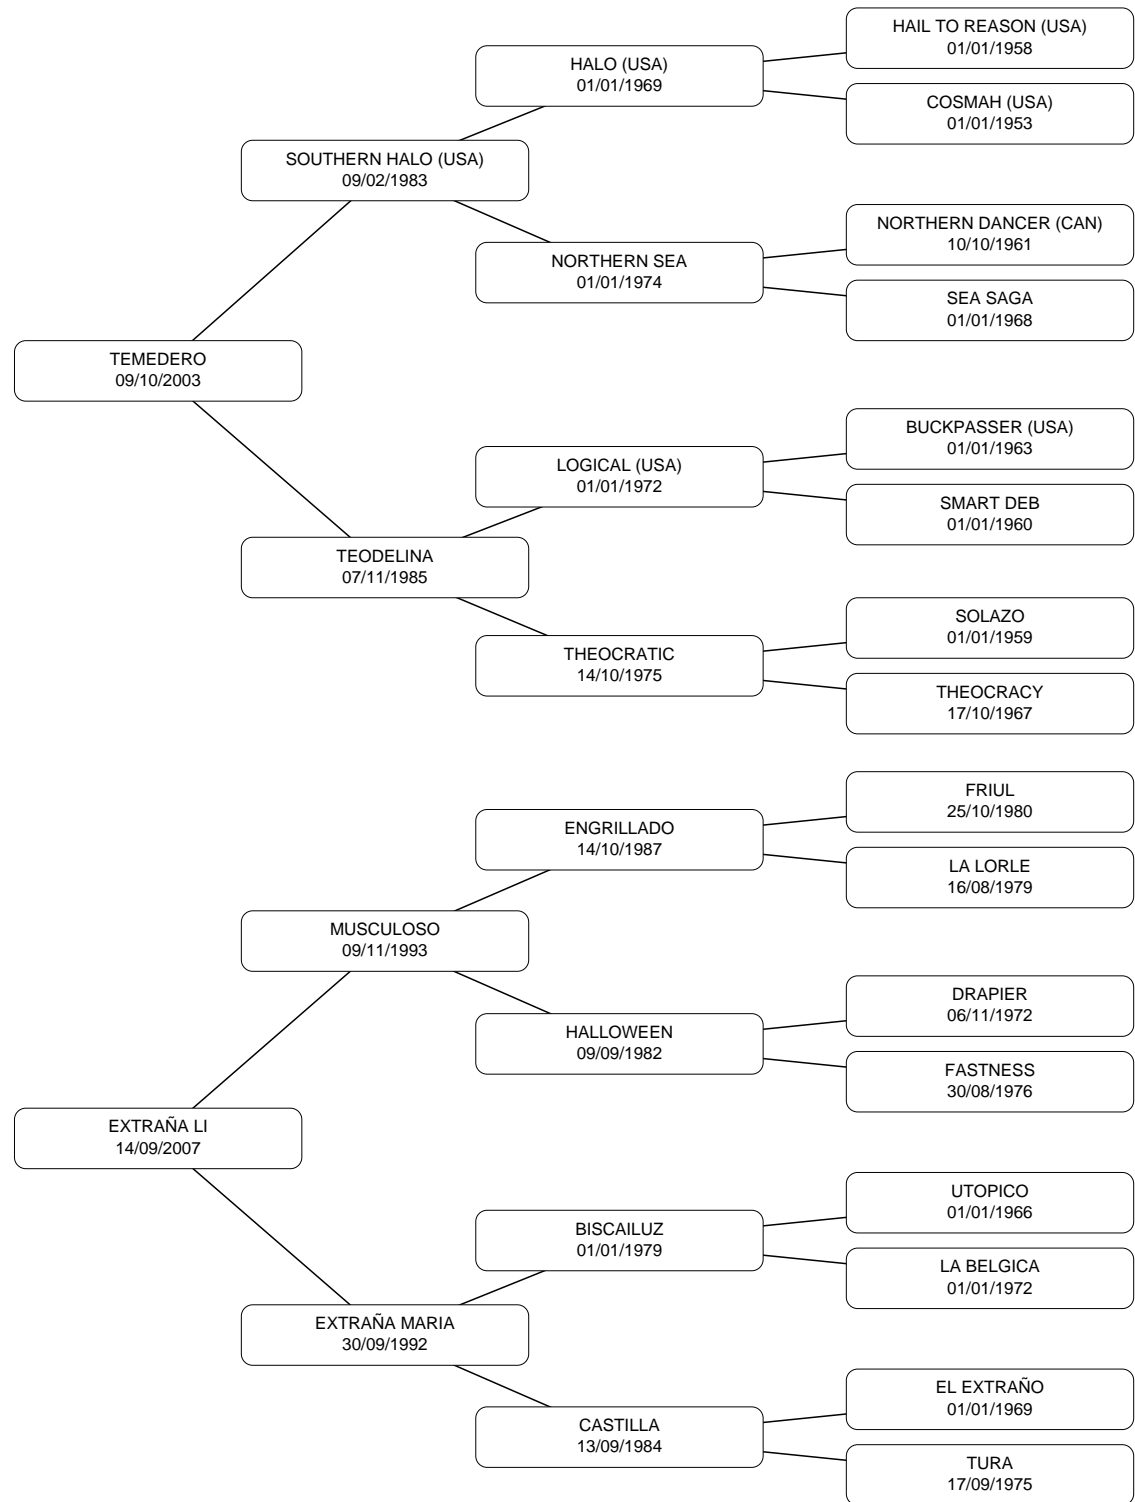 HAIL TO REASON (USA)
01/01/1958
HALO (USA)
01/01/1969
COSMAH (USA)
01/01/1953
SOUTHERN HALO (USA)
09/02/1983
NORTHERN DANCER (CAN)
10/10/1961
NORTHERN SEA
01/01/1974
SEA SAGA
01/01/1968
TEMEDERO
09/10/2003
BUCKPASSER (USA)
01/01/1963
LOGICAL (USA)
01/01/1972
SMART DEB
01/01/1960
TEODELINA
07/11/1985
SOLAZO
01/01/1959
THEOCRATIC
14/10/1975
THEOCRACY
17/10/1967
FRIUL
25/10/1980
ENGRILLADO
14/10/1987
LA LORLE
16/08/1979
MUSCULOSO
09/11/1993
DRAPIER
06/11/1972
HALLOWEEN
09/09/1982
FASTNESS
30/08/1976
EXTRAÑA LI
14/09/2007
UTOPICO
01/01/1966
BISCAILUZ
01/01/1979
LA BELGICA
01/01/1972
EXTRAÑA MARIA
30/09/1992
EL EXTRAÑO
01/01/1969
CASTILLA
13/09/1984
TURA
17/09/1975